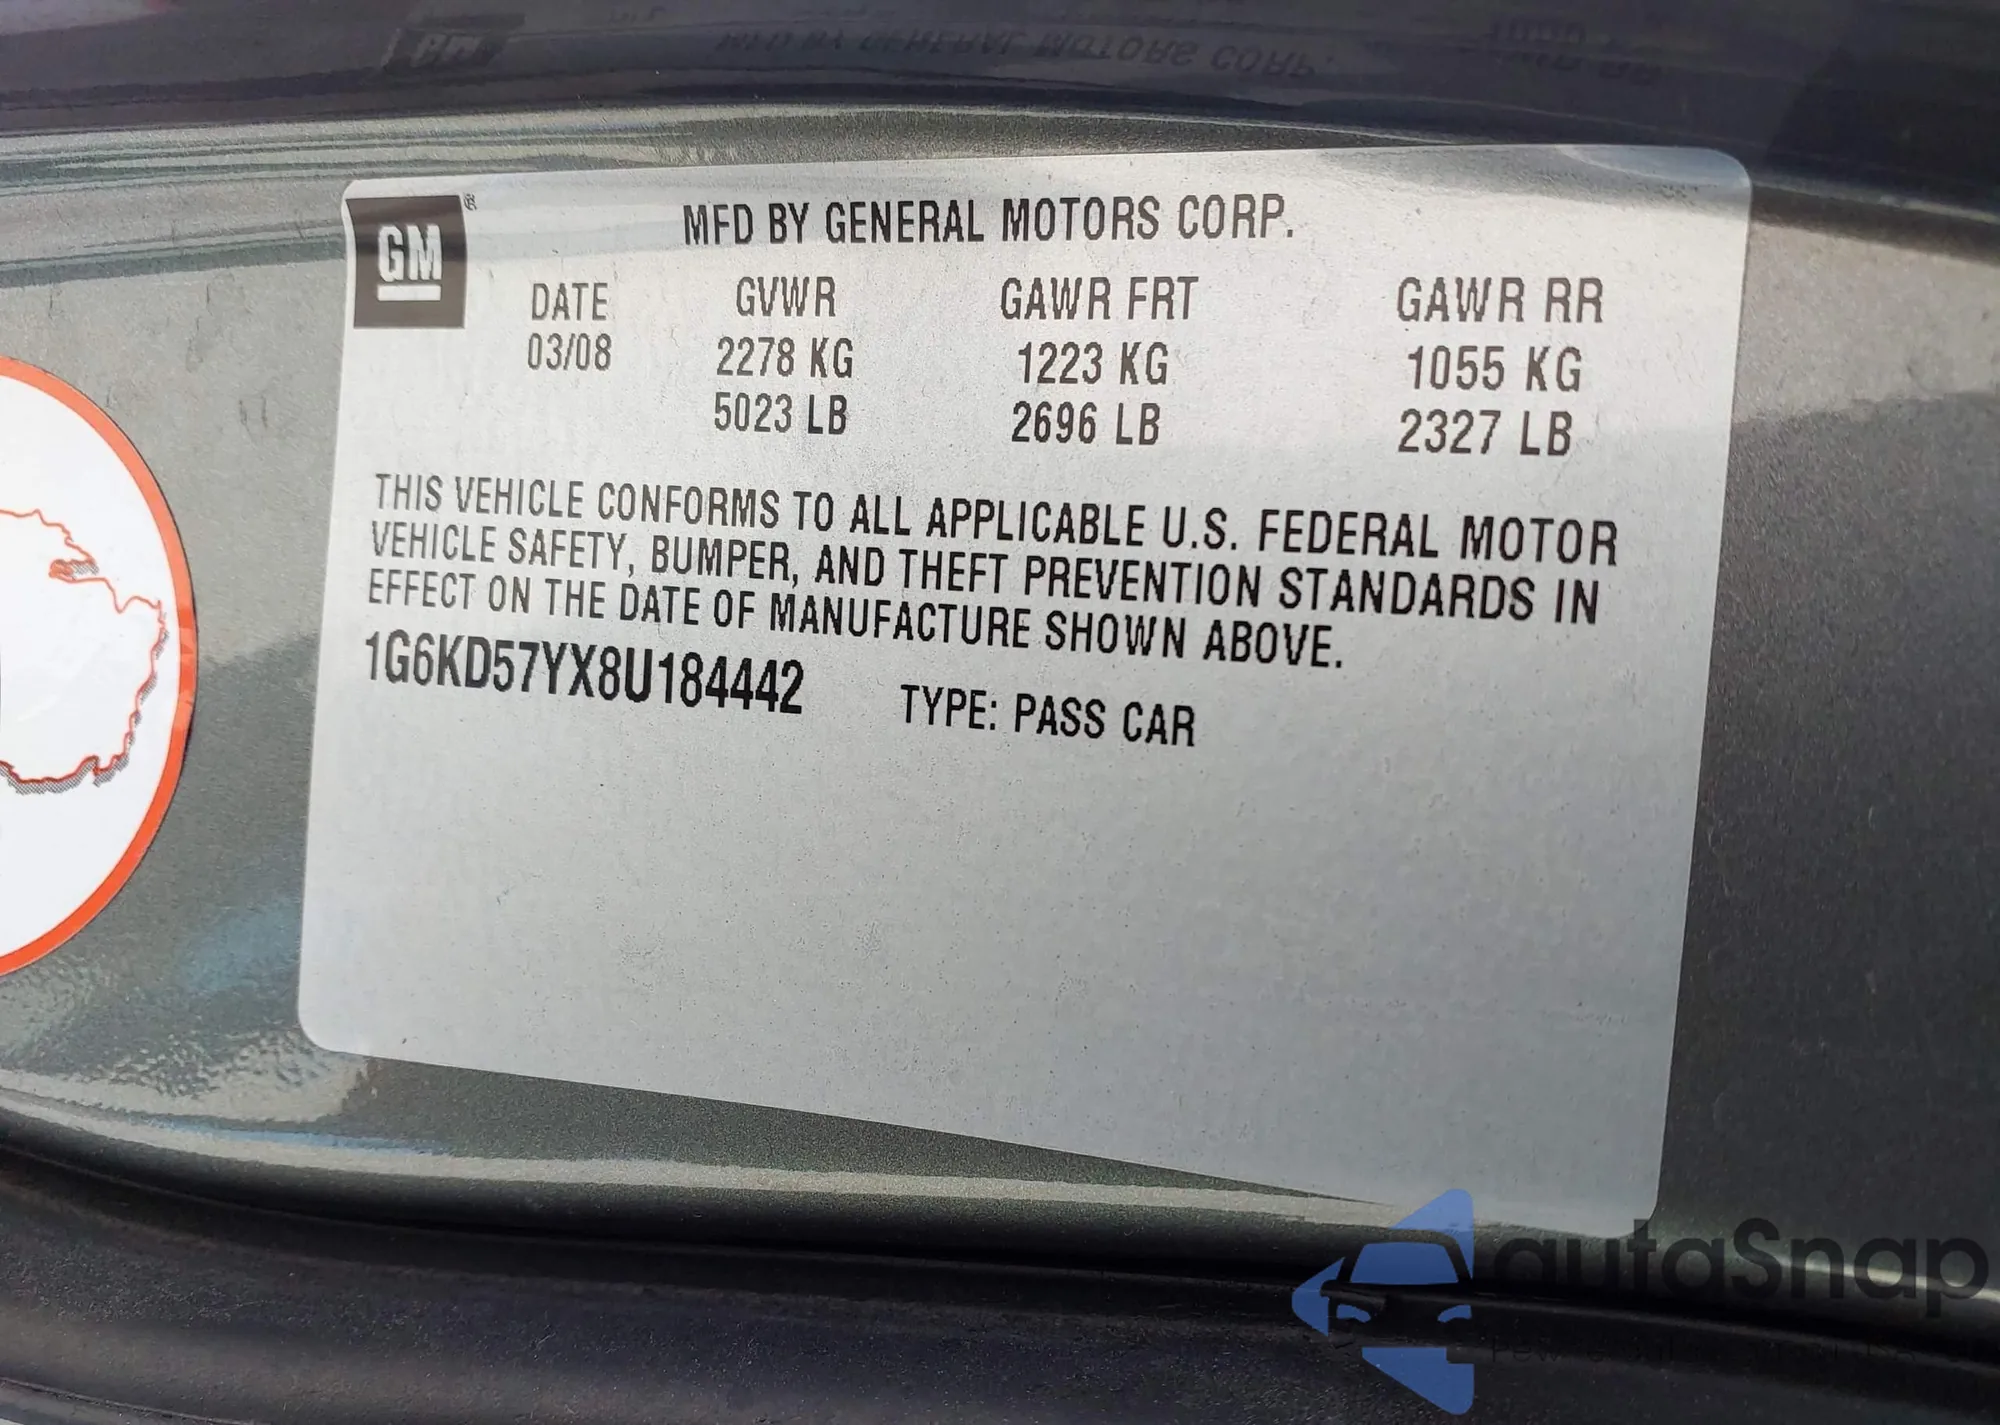 GM®
MFD BY GENERAL MOTORS CORP.
DATE GVWR GAWR FRT GAWR RR
03/08 2278 KG 1223 KG 1055 KG
5023 LB 2696 LB 2327 LB
THIS VEHICLE CONFORMS TO ALL APPLICABLE U.S. FEDERAL MOTOR
VEHICLE SAFETY, BUMPER, AND THEFT PREVENTION STANDARDS IN
EFFECT ON THE DATE OF MANUFACTURE SHOWN ABOVE.
1G6KD57YX8U184442 TYPE: PASS CAR
autaSnap